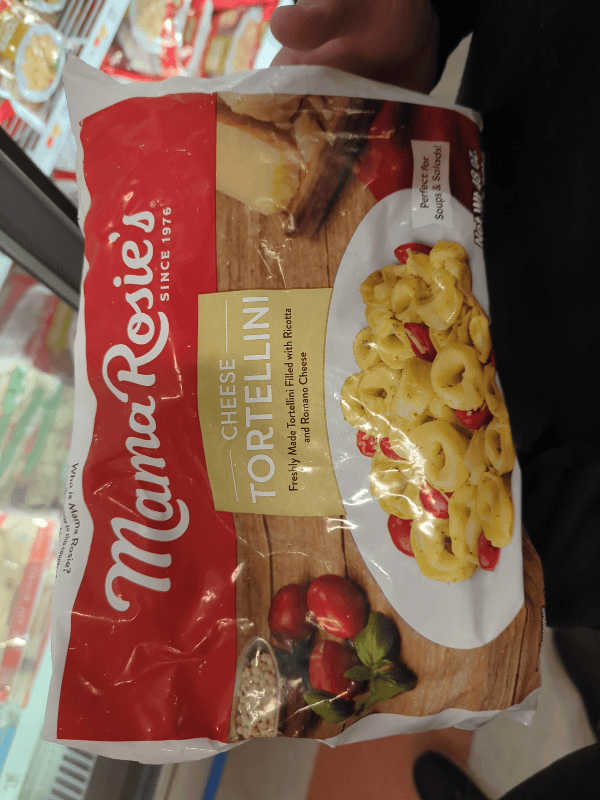 Mama Rosie's®
SINCE 1976
CHEESE
TORTELLINI
Freshly Made Tortellini Filled with Ricotta
and Romano Cheese
Perfect for
Soups & Salads!
Who is Mama Rosie?